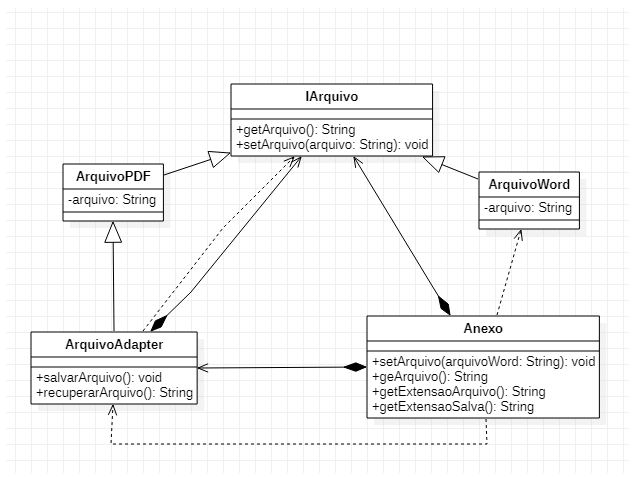 IArquivo
+getArquivo(): String
+setArquivo(arquivo: String): void
ArquivoPDF
-arquivo: String
ArquivoWord
-arquivo: String
ArquivoAdapter
+salvarArquivo(): void
+recuperarArquivo(): String
Anexo
+setArquivo(arquivoWord: String): void
+geArquivo(): String
+getExtensaoArquivo(): String
+getExtensaoSalva(): String